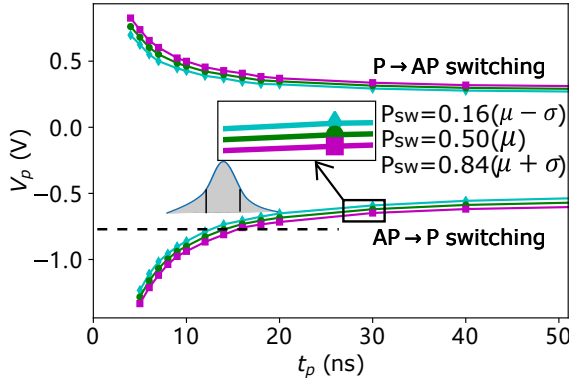 P→AP switching
Psw=0.16(μ − σ)
Psw=0.50(μ)
Psw=0.84(μ + σ)
AP→P switching
0.5
0.0
−0.5
−1.0
V_p (V)
0 10 20 30 40 50
t_p (ns)